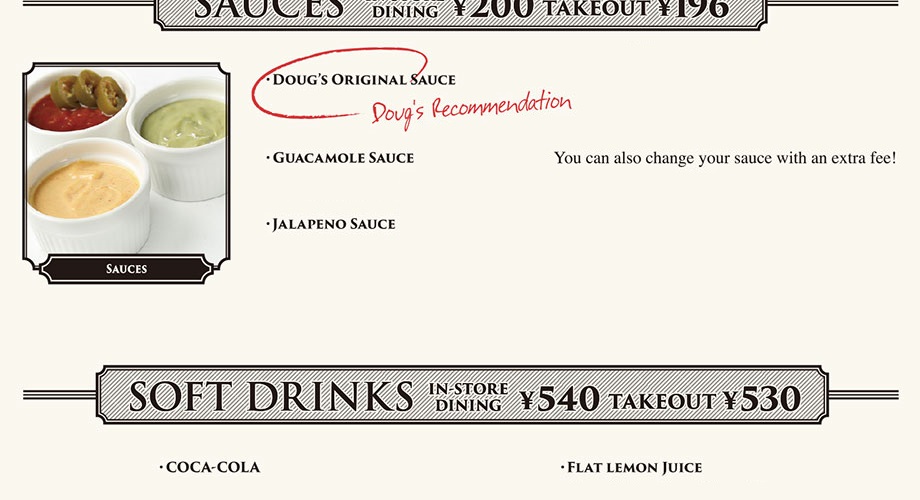 SAUCES IN-STORE DINING ¥200 TAKEOUT ¥196
· DOUG'S ORIGINAL SAUCE
Doug's Recommendation
· GUACAMOLE SAUCE
You can also change your sauce with an extra fee!
· JALAPENO SAUCE
SAUCES
SOFT DRINKS IN-STORE DINING ¥540 TAKEOUT ¥530
· COCA-COLA
· FLAT LEMON JUICE